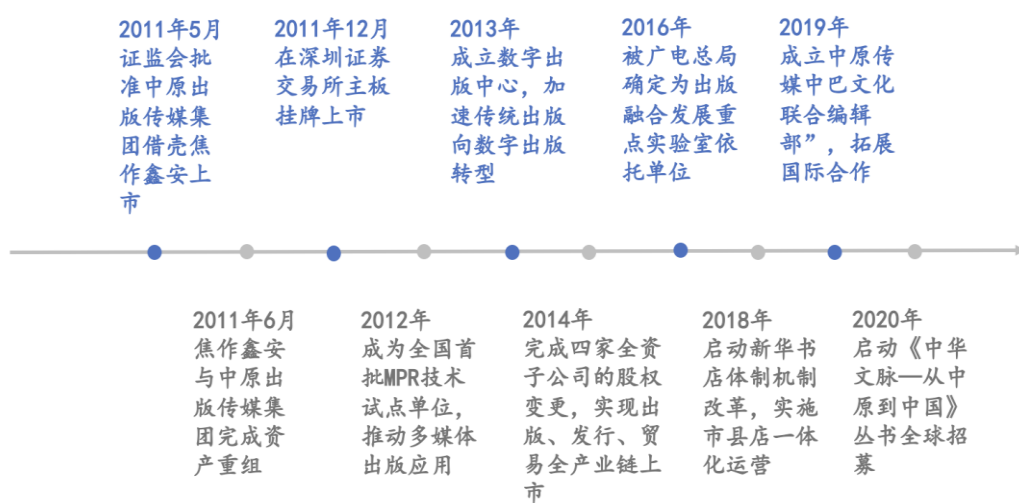 2011年5月
证监会批
准中原出
版传媒集
团借壳焦
作鑫安上
市
2011年12月
在深圳证券
交易所主板
挂牌上市
2013年
成立数字出
版中心，加
速传统出版
向数字出版
转型
2016年
被广电总局
确定为出版
融合发展重
点实验室依
托单位
2019年
成立中原传
媒中巴文化
联合编辑
部”，拓展
国际合作
2011年6月
焦作鑫安
与中原出
版传媒集
团完成资
产重组
2012年
成为全国首
批MPR技术
试点单位，
推动多媒体
出版应用
2014年
完成四家全资
子公司的股权
变更，实现出
版、发行、贸
易全产业链上
市
2018年
启动新华书
店体制机制
改革，实施
市县店一体
化运营
2020年
启动《中华
文脉—从中
原到中国》
丛书全球招
募